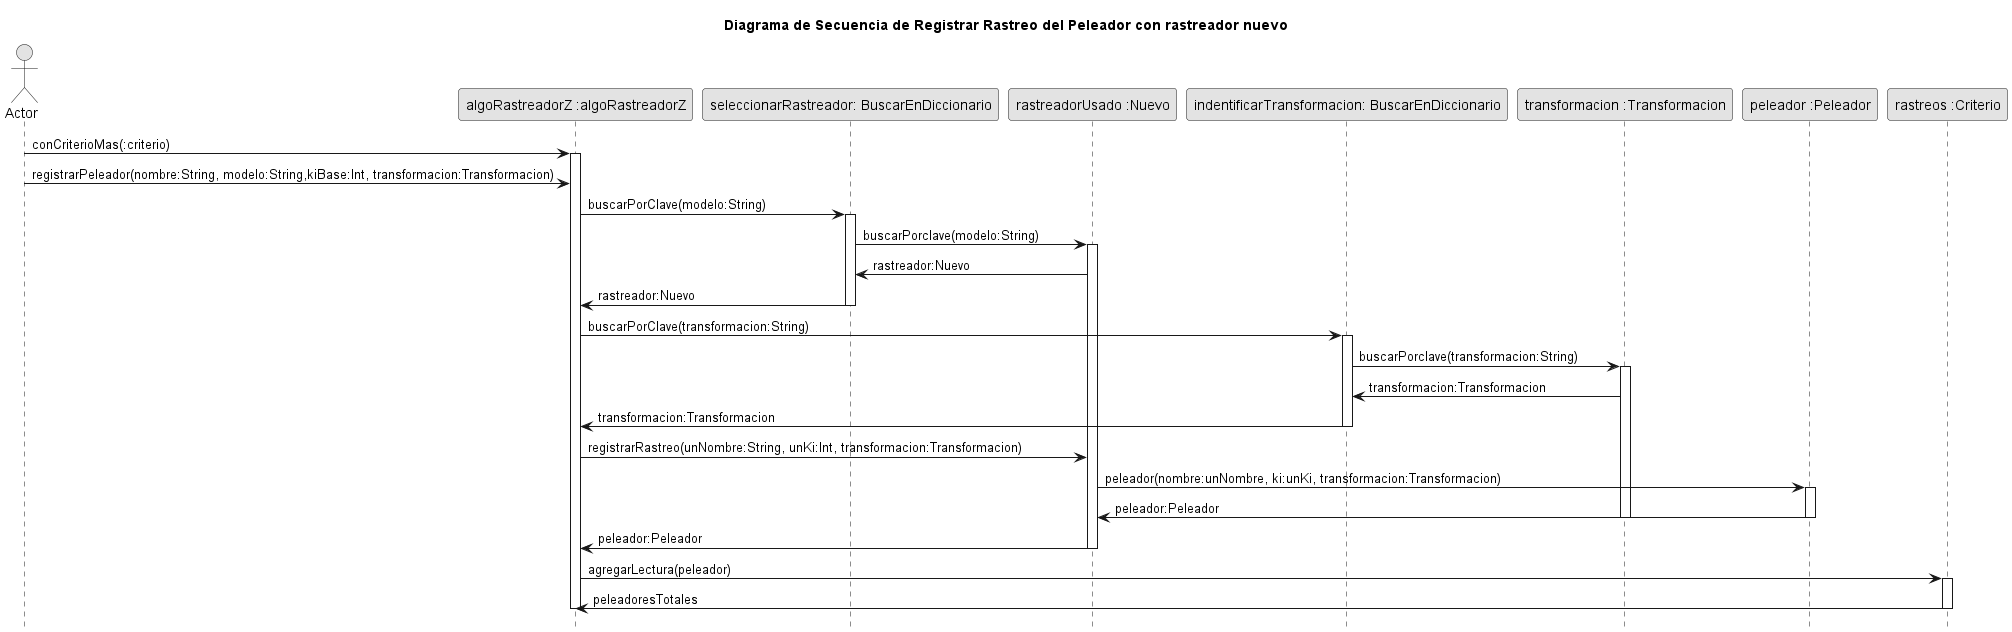 Diagrama de Secuencia de Registrar Rastreo del Peleador con rastreador nuevo
Actor
algoRastreadorZ :algoRastreadorZ
seleccionarRastreador: BuscarEnDiccionario
rastreadorUsado :Nuevo
indentificarTransformacion: BuscarEnDiccionario
transformacion :Transformacion
peleador :Peleador
rastreos :Criterio
conCriterioMas(:criterio)
registrarPeleador(nombre:String, modelo:String,kiBase:Int, transformacion:Transformacion)
buscarPorClave(modelo:String)
buscarPorclave(modelo:String)
rastreador:Nuevo
rastreador:Nuevo
buscarPorClave(transformacion:String)
buscarPorclave(transformacion:String)
transformacion:Transformacion
transformacion:Transformacion
registrarRastreo(unNombre:String, unKi:Int, transformacion:Transformacion)
peleador(nombre:unNombre, ki:unKi, transformacion:Transformacion)
peleador:Peleador
peleador:Peleador
agregarLectura(peleador)
peleadoresTotales